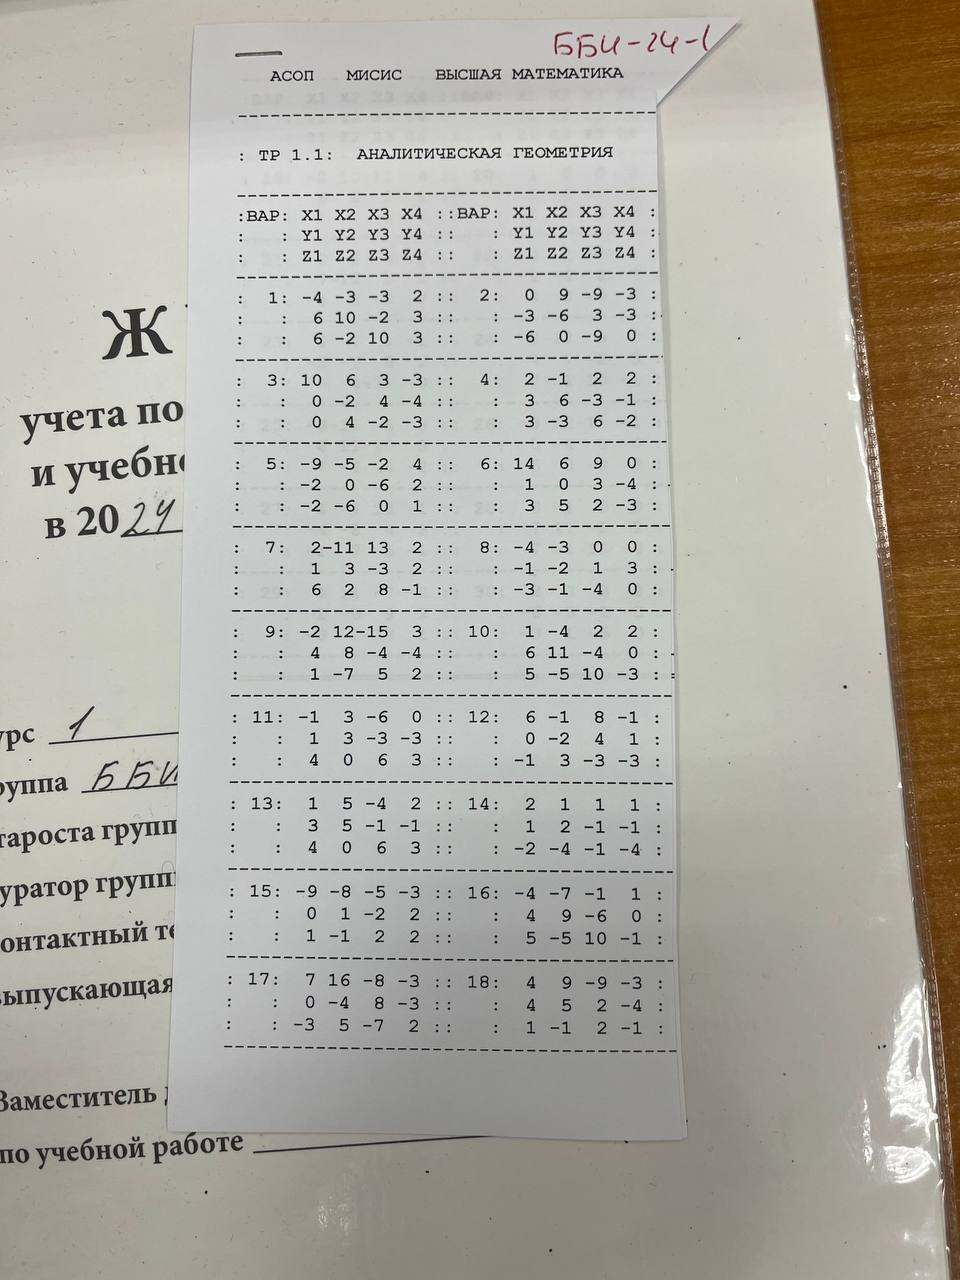 ББИ-24-1
АСОП МИСИС ВЫСШАЯ МАТЕМАТИКА
-----------------------------------------
: ТР 1.1: АНАЛИТИЧЕСКАЯ ГЕОМЕТРИЯ
-----------------------------------------
:ВАР: X1 X2 X3 X4 ::ВАР: X1 X2 X3 X4 :
: : Y1 Y2 Y3 Y4 :: : Y1 Y2 Y3 Y4 :
: : Z1 Z2 Z3 Z4 :: : Z1 Z2 Z3 Z4 :
-----------------------------------------
: 1: -4 -3 -3 2 :: 2: 0 9 -9 -3 :
: : 6 10 -2 3 :: : -3 -6 3 -3 :
: : 6 -2 10 3 :: : -6 0 -9 0 :
-----------------------------------------
: 3: 10 6 3 -3 :: 4: 2 -1 2 2 :
: : 0 -2 4 -4 :: : 3 6 -3 -1 :
: : 0 4 -2 -3 :: : 3 -3 6 -2 :
-----------------------------------------
: 5: -9 -5 -2 4 :: 6: 14 6 9 0 :
: : -2 0 -6 2 :: : 1 0 3 -4 :
: : -2 -6 0 1 :: : 3 5 2 -3 :
-----------------------------------------
: 7: 2-11 13 2 :: 8: -4 -3 0 0 :
: : 1 3 -3 2 :: : -1 -2 1 3 :
: : 6 2 8 -1 :: : -3 -1 -4 0 :
-----------------------------------------
: 9: -2 12-15 3 :: 10: 1 -4 2 2 :
: : 4 8 -4 -4 :: : 6 11 -4 0 :
: : 1 -7 5 2 :: : 5 -5 10 -3 :
-----------------------------------------
: 11: -1 3 -6 0 :: 12: 6 -1 8 -1 :
: : 1 3 -3 -3 :: : 0 -2 4 1 :
: : 4 0 6 3 :: : -1 3 -3 -3 :
-----------------------------------------
: 13: 1 5 -4 2 :: 14: 2 1 1 1 :
: : 3 5 -1 -1 :: : 1 2 -1 -1 :
: : 4 0 6 3 :: : -2 -4 -1 -4 :
-----------------------------------------
: 15: -9 -8 -5 -3 :: 16: -4 -7 -1 1 :
: : 0 1 -2 2 :: : 4 9 -6 0 :
: : 1 -1 2 2 :: : -5 10 -1 :
-----------------------------------------
: 17: 7 16 -8 -3 :: 18: 4 9 -9 -3 :
: : 0 -4 8 -3 :: : 4 5 2 -4 :
: : -3 5 -7 2 :: : 1 -1 2 -1 :
-----------------------------------------
Ж
учета по
и учебно
в 2024
урс 1
руппа ББИ
тароста групп
уратор групп
онтактный те
выпускающая
Заместитель
по учебной работе